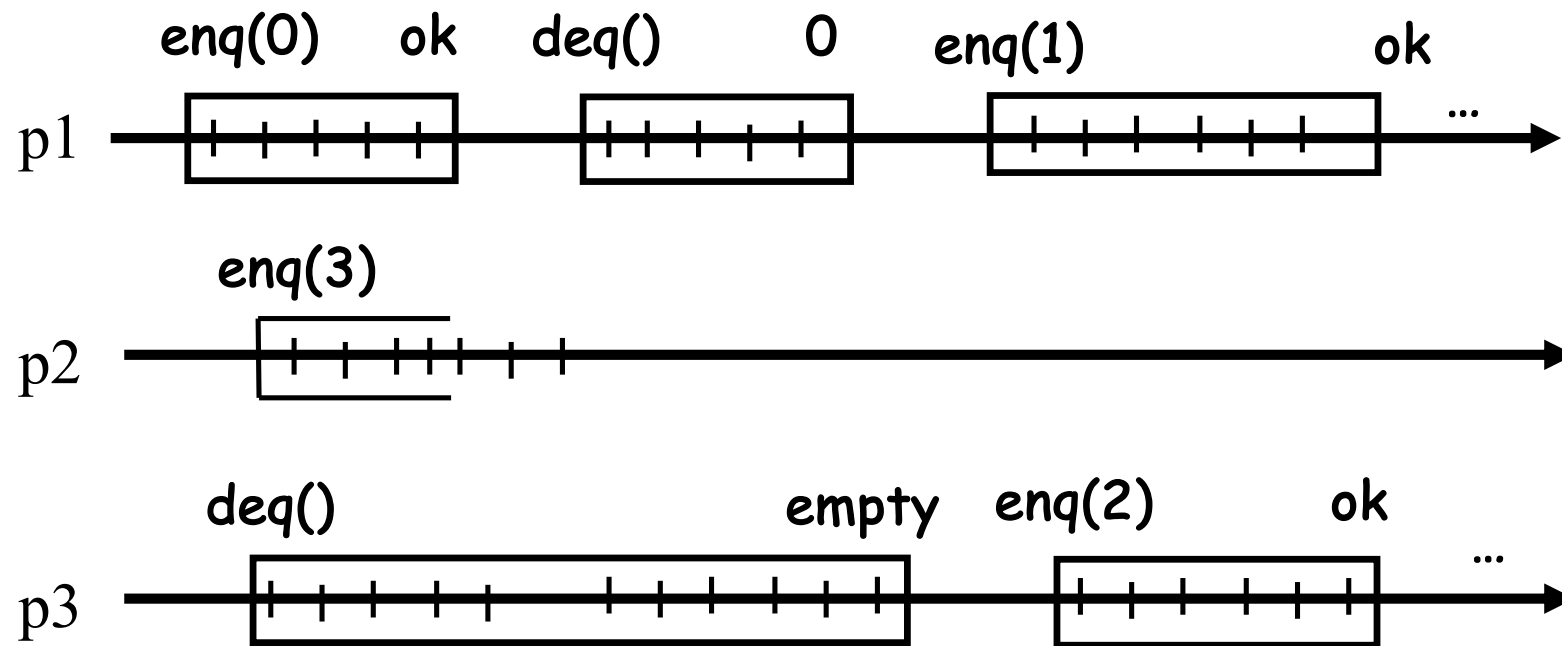 enq(0) ok deq() 0 enq(1) ok
p1 ...
enq(3)
p2
deq() empty enq(2) ok
p3 ...